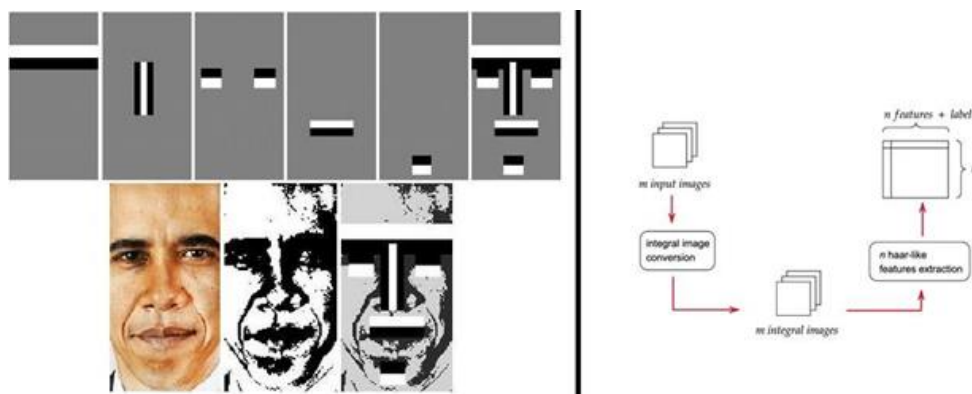 n features + label
m input images
integral image
conversion
n haar-like
features extraction
m integral images